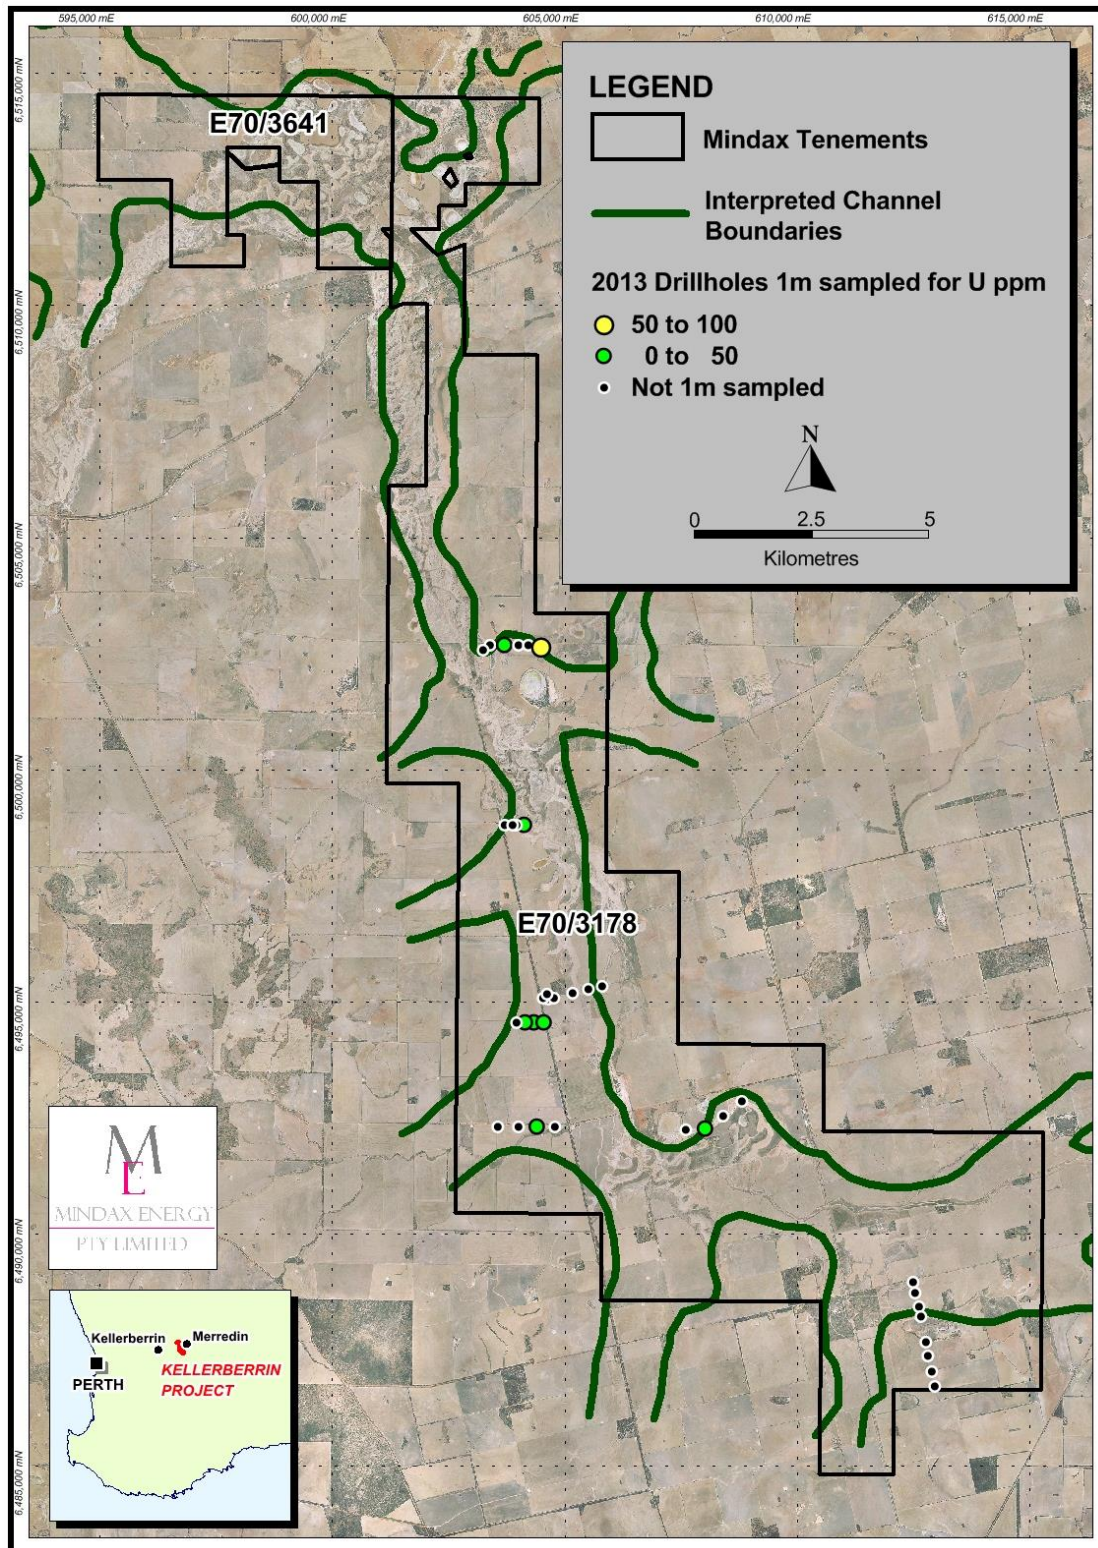 595,000 mE
600,000 mE
605,000 mE
610,000 mE
615,000 mE
6,515,000 mN
6,510,000 mN
6,505,000 mN
6,500,000 mN
6,495,000 mN
6,490,000 mN
6,485,000 mN
E70/3641
LEGEND
Mindax Tenements
Interpreted Channel
Boundaries
2013 Drillholes 1m sampled for U ppm
50 to 100
0 to 50
Not 1m sampled
N
0 2.5 5
Kilometres
E70/3178
ME
MINDAX ENERGY
PTY LIMITED
Kellerberrin
Merredin
PERTH
KELLERBERRIN
PROJECT